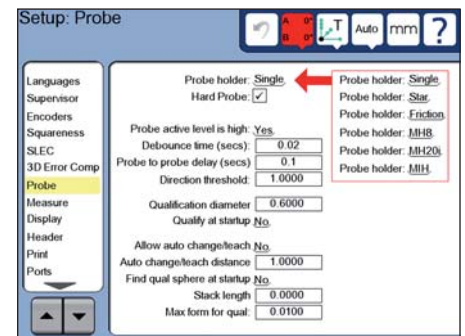 Setup: Probe
A 0°
B 0°
T
Auto
mm
?
Languages
Supervisor
Encoders
Squareness
SLEC
3D Error Comp
Probe
Measure
Display
Header
Print
Ports
Probe holder: Single.
Hard Probe: ✓
Probe active level is high: Yes.
Debounce time (secs): 0.02
Probe to probe delay (secs) 0.1
Direction threshold: 1.0000
Qualification diameter 0.6000
Qualify at startup No.
Allow auto change/teach No.
Auto change/teach distance 1.0000
Find qual sphere at startup No.
Stack length 0.0000
Max form for qual: 0.0100
Probe holder: Single.
Probe holder: Star.
Probe holder: Friction.
Probe holder: MH8.
Probe holder: MH20i.
Probe holder: MIH.